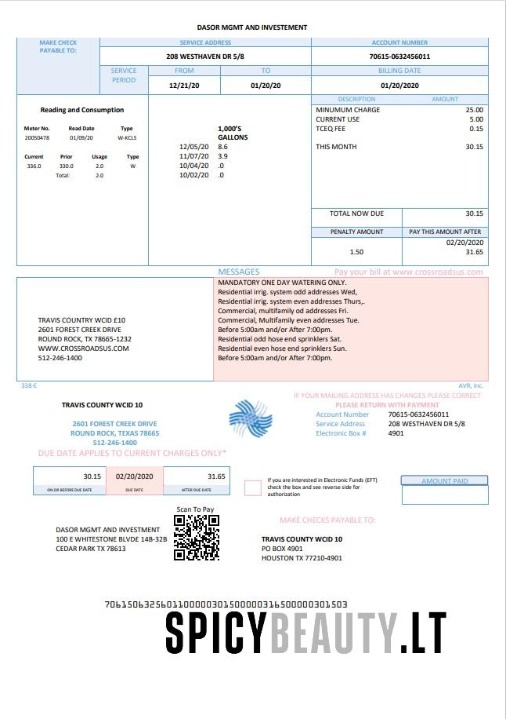 DASOR MGMT AND INVESTEMENT
MAKE CHECK PAYABLE TO:
SERVICE ADDRESS
ACCOUNT NUMBER
208 WESTHAVEN DR 5/8
70615-0632456011
SERVICE PERIOD
FROM
TO
BILLING DATE
12/21/20
01/20/20
01/20/2020
Reading and Consumption
Meter No. Read Date Type
20050478 01/09/20 W-KCLS
Current Prior Usage Type
336.0 330.0 2.0 W
Total: 2.0
1,000'S
GALLONS
12/05/20 8.6
11/07/20 3.9
10/04/20 .0
10/02/20 .0
DESCRIPTION AMOUNT
MINUMUM CHARGE 25.00
CURRENT USE 5.00
TCEQ FEE 0.15
THIS MONTH 30.15
TOTAL NOW DUE 30.15
PENALTY AMOUNT PAY THIS AMOUNT AFTER
02/20/2020
1.50 31.65
MESSAGES
Pay your bill at www.crossroadsus.com
TRAVIS COUNTRY WCID £10
2601 FOREST CREEK DRIVE
ROUND ROCK, TX 78665-1232
WWW.CROSSROADSUS.COM
512-246-1400
MANDATORY ONE DAY WATERING ONLY.
Residential irrig. system odd addresses Wed,
Residential irrig. system even addresses Thurs,.
Commercial, multifamily od addresses Fri.
Commercial, Multifamily even addresses Tue.
Before 5:00am and/or After 7:00pm.
Residential odd hose end sprinklers Sat.
Residential even hose end sprinklers Sun.
Before 5:00am and/or After 7:00pm.
338-E
AVR, Inc.
TRAVIS COUNTY WCID 10
2601 FOREST CREEK DRIVE
ROUND ROCK, TEXAS 78665
512-246-1400
DUE DATE APPLIES TO CURRENT CHARGES ONLY*
IF YOUR MAILING ADDRESS HAS CHANGES PLEASE CORRECT
PLEASE RETURN WITH PAYMENT
Account Number 70615-0632456011
Service Address 208 WESTHAVEN DR 5/8
Electronic Box # 4901
30.15 02/20/2020 31.65
ON OR BEFORE DUE DATE DUE DATE AFTER DUE DATE
If you are interested in Electronic Funds (EFT)
check the box and see reverse side for
authorization
AMOUNT PAID
Scan To Pay
DASOR MGMT AND INVESTMENT
100 E WHITESTONE BLVDE 14B-32B
CEDAR PARK TX 78613
MAKE CHECKS PAYABLE TO:
TRAVIS COUNTY WCID 10
PO BOX 4901
HOUSTON TX 77210-4901
SPICYBEAUTY.LT